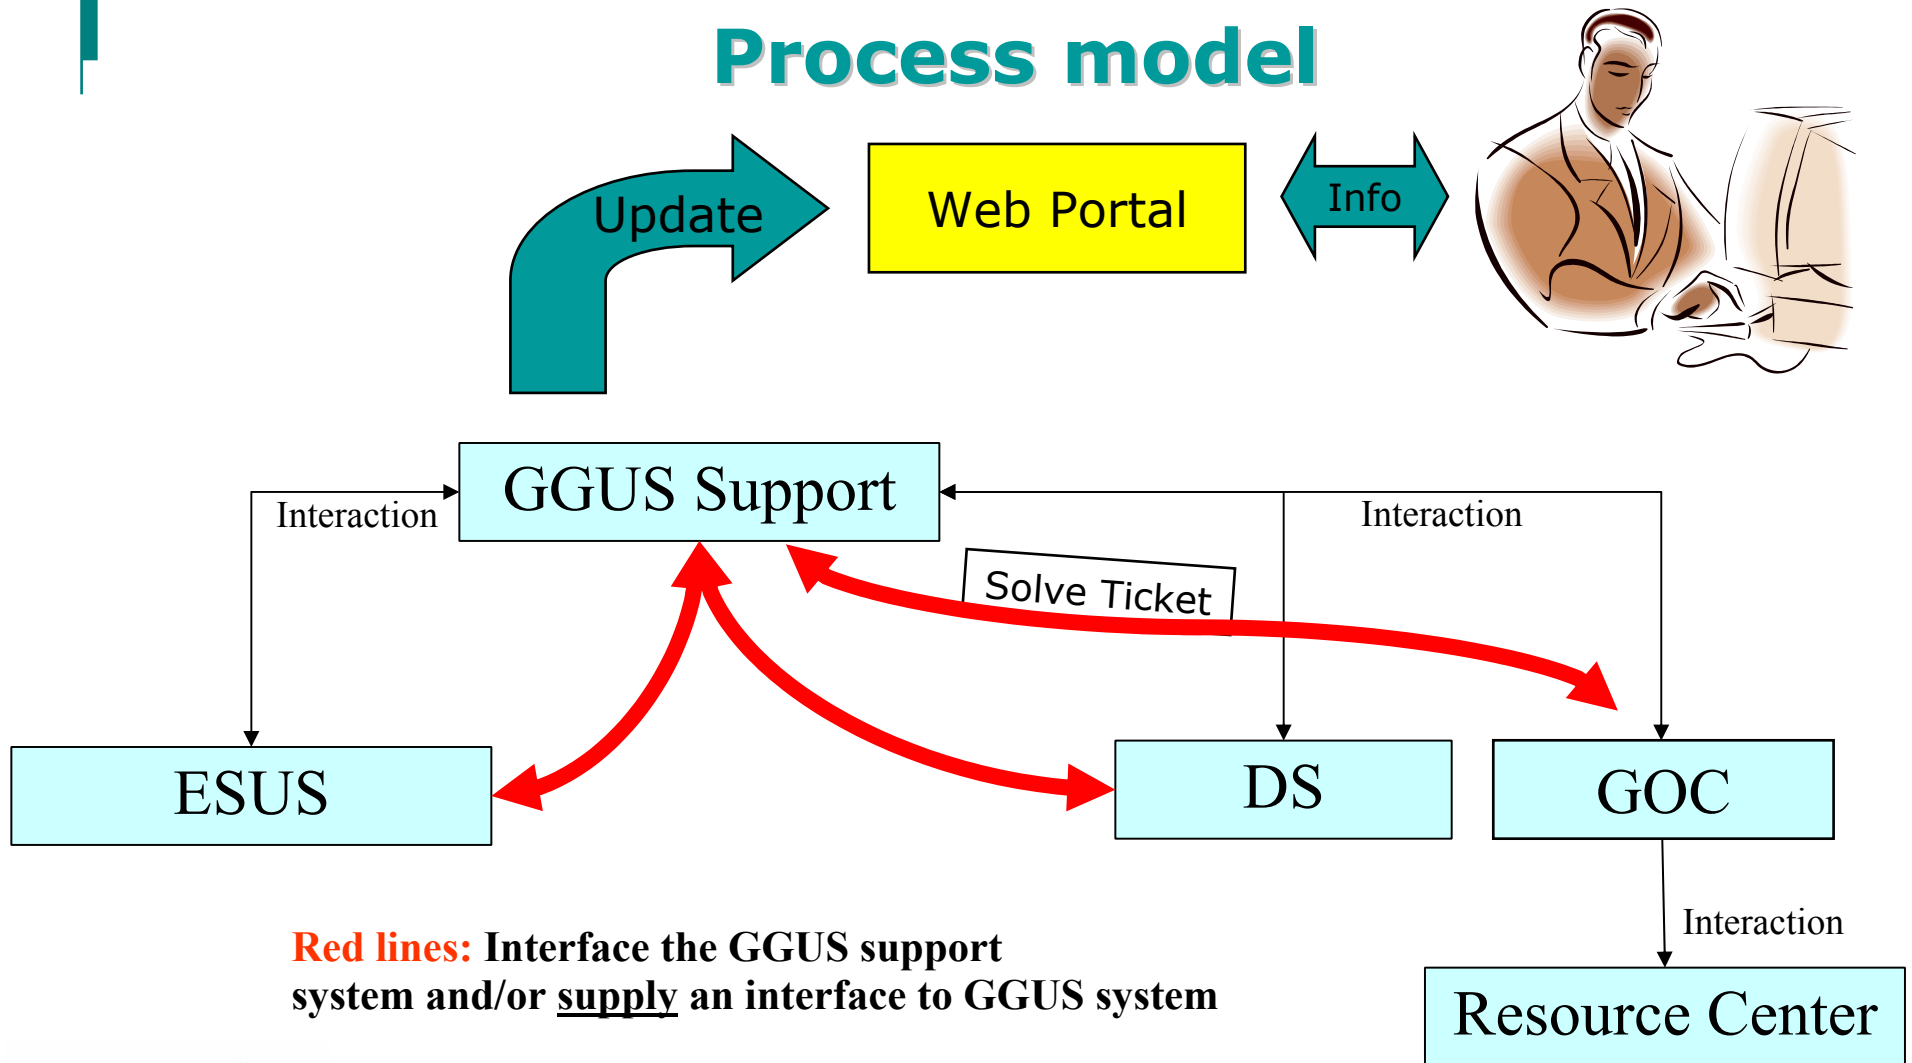 Process model
Update
Web Portal
Info
GGUS Support
Interaction
Interaction
Solve Ticket
ESUS
DS
GOC
Interaction
Red lines: Interface the GGUS support
system and/or supply an interface to GGUS system
Resource Center